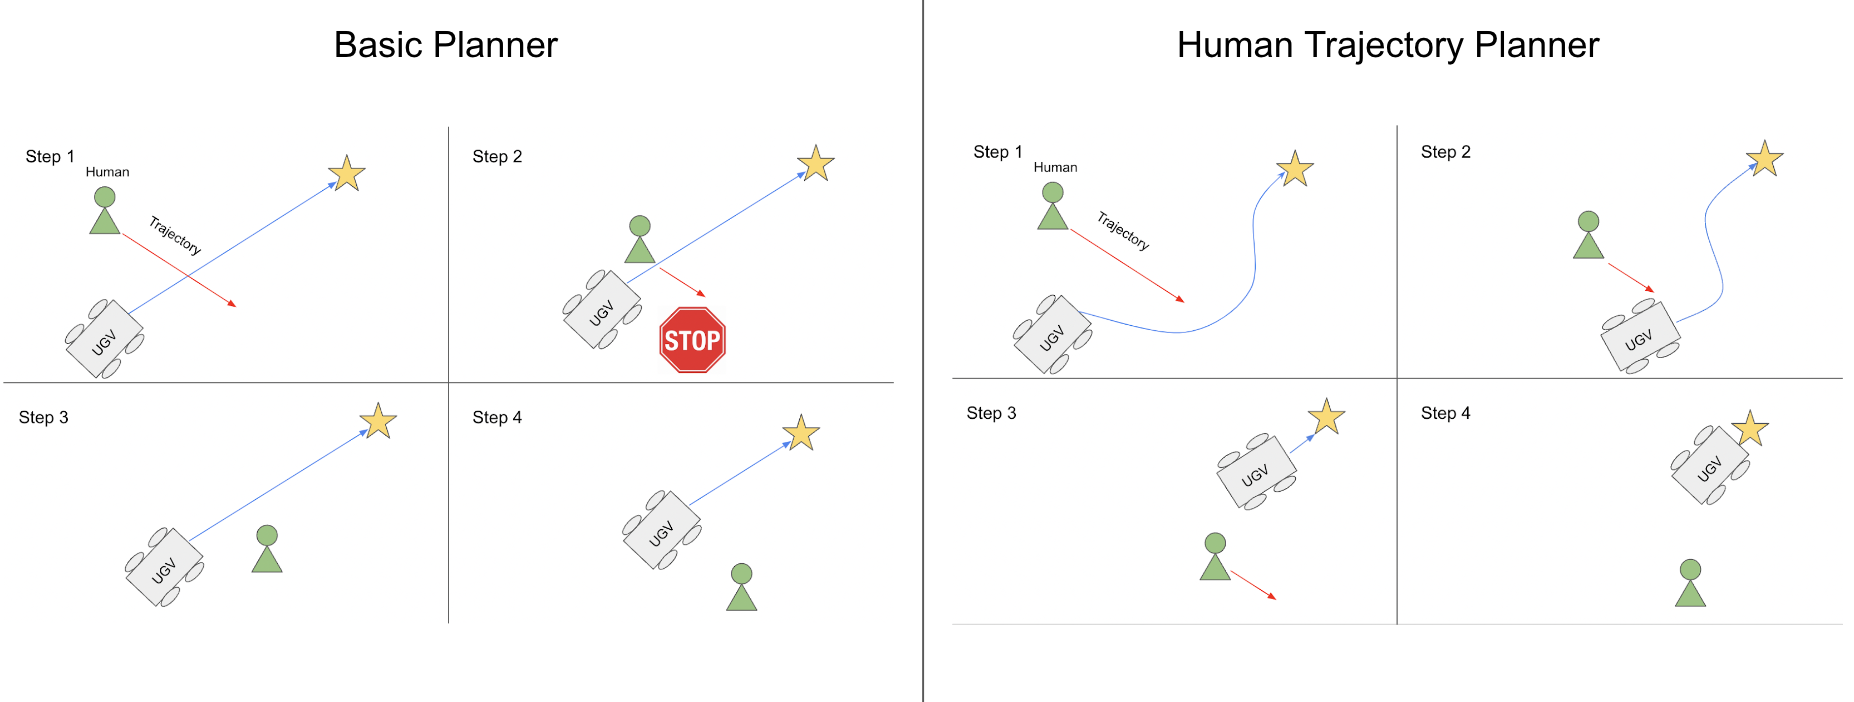 Basic Planner
Step 1
Human
Trajectory
UGV
Step 2
UGV
STOP
Step 3
UGV
Step 4
UGV
Human Trajectory Planner
Step 1
Human
Trajectory
UGV
Step 2
UGV
Step 3
UGV
Step 4
UGV